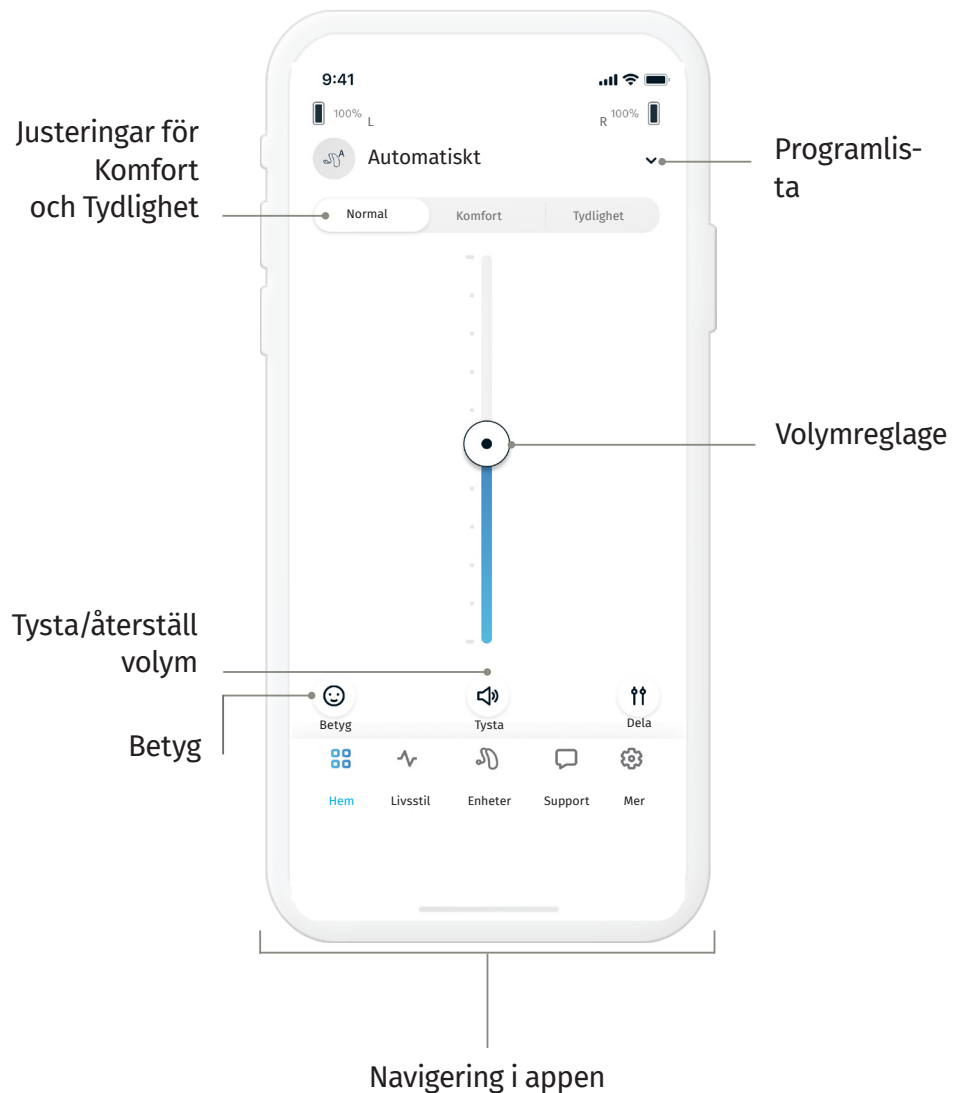 9:41
100% L
R 100%
Justeringar för
Komfort
och Tydlighet
Automatiskt
Programlis-
ta
Normal
Komfort
Tydlighet
Volymreglage
Tysta/återställ
volym
Betyg
Betyg
Tysta
Dela
Hem
Livsstil
Enheter
Support
Mer
Navigering i appen